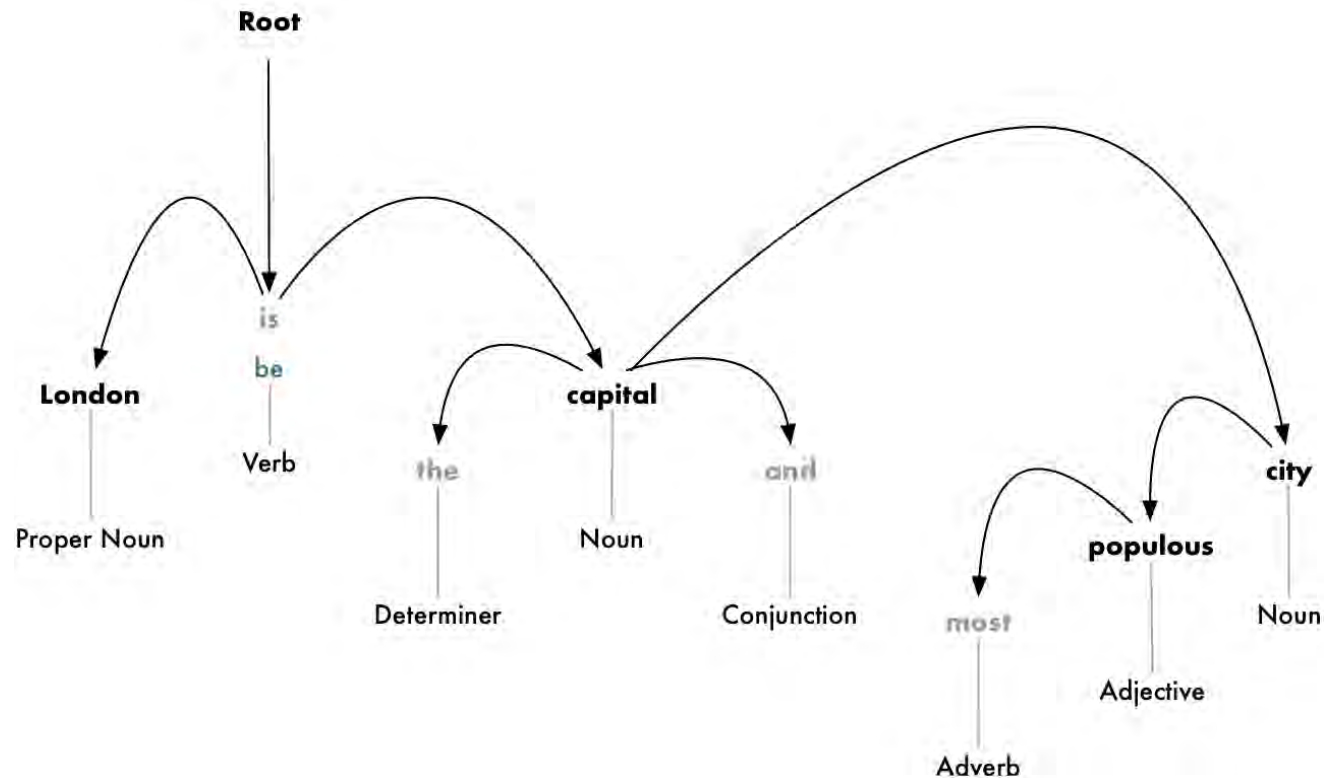 Root
is
be
London
capital
Verb
the
and
city
Proper Noun
Noun
populous
Determiner
Conjunction
most
Noun
Adjective
Adverb